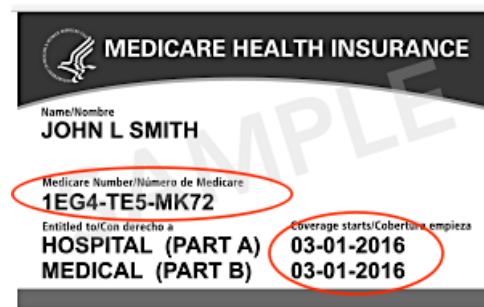 MEDICARE HEALTH INSURANCE
Name/Nombre
JOHN L SMITH
SAMPLE
Medicare Number/Número de Medicare
1EG4-TE5-MK72
Entitled to/Con derecho a Coverage starts/Cobertura empieza
HOSPITAL (PART A) 03-01-2016
MEDICAL (PART B) 03-01-2016